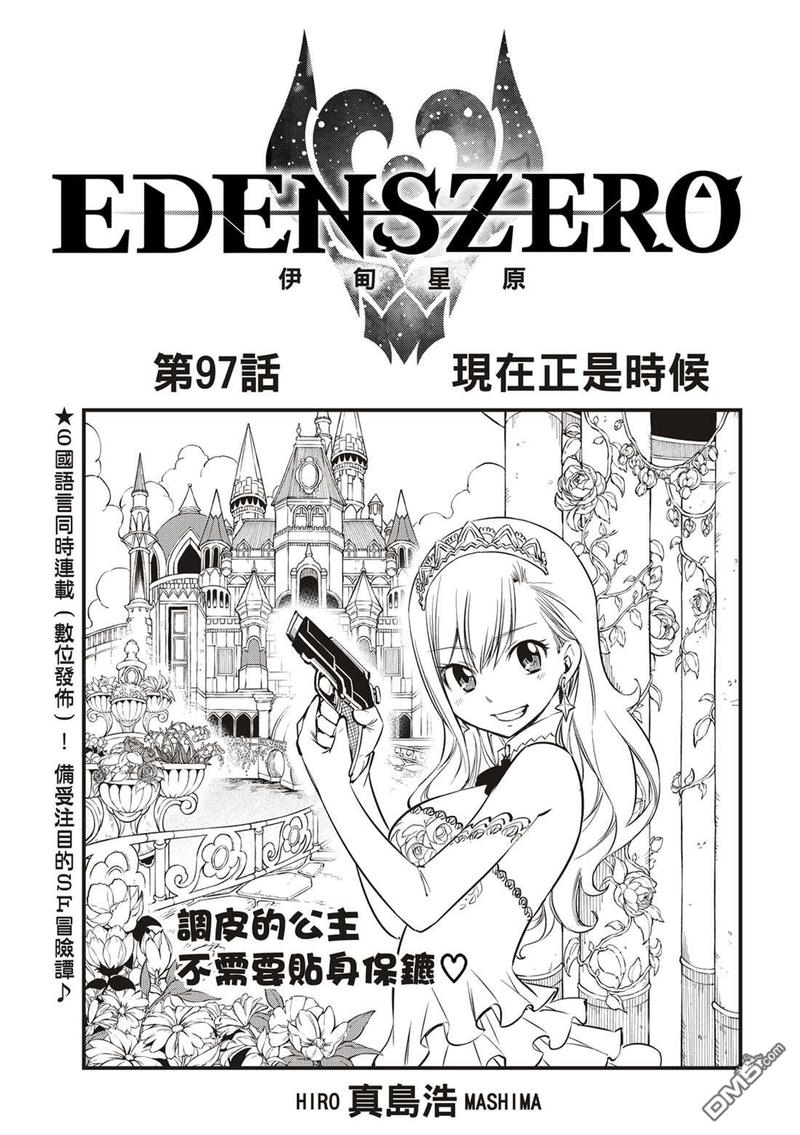 EDENSZERO
伊甸星原
第97話 現在正是時候
★6國語言同時連載(數位發佈)! 備受注目的SF冒險譚♪
調皮的公主
不需要貼身保鑣♡
HIRO 真島浩 MASHIMA
DM5.com